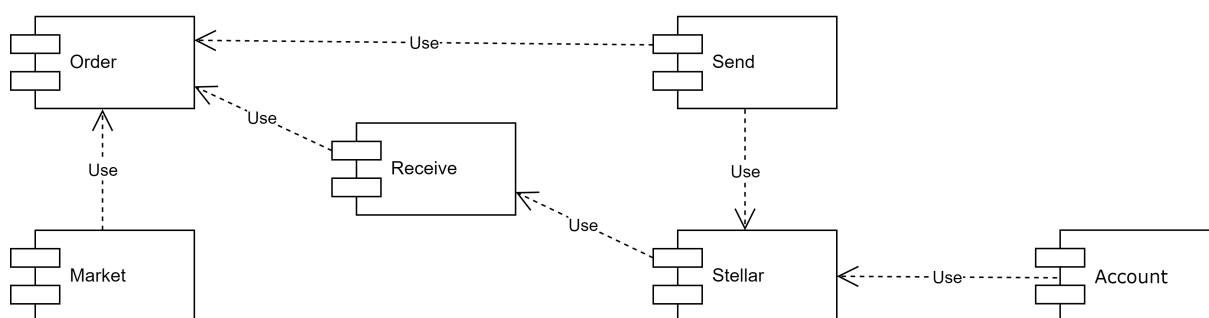 Use
Order
Send
Use
Receive
Use
Use
Use
Market
Stellar
Use
Account